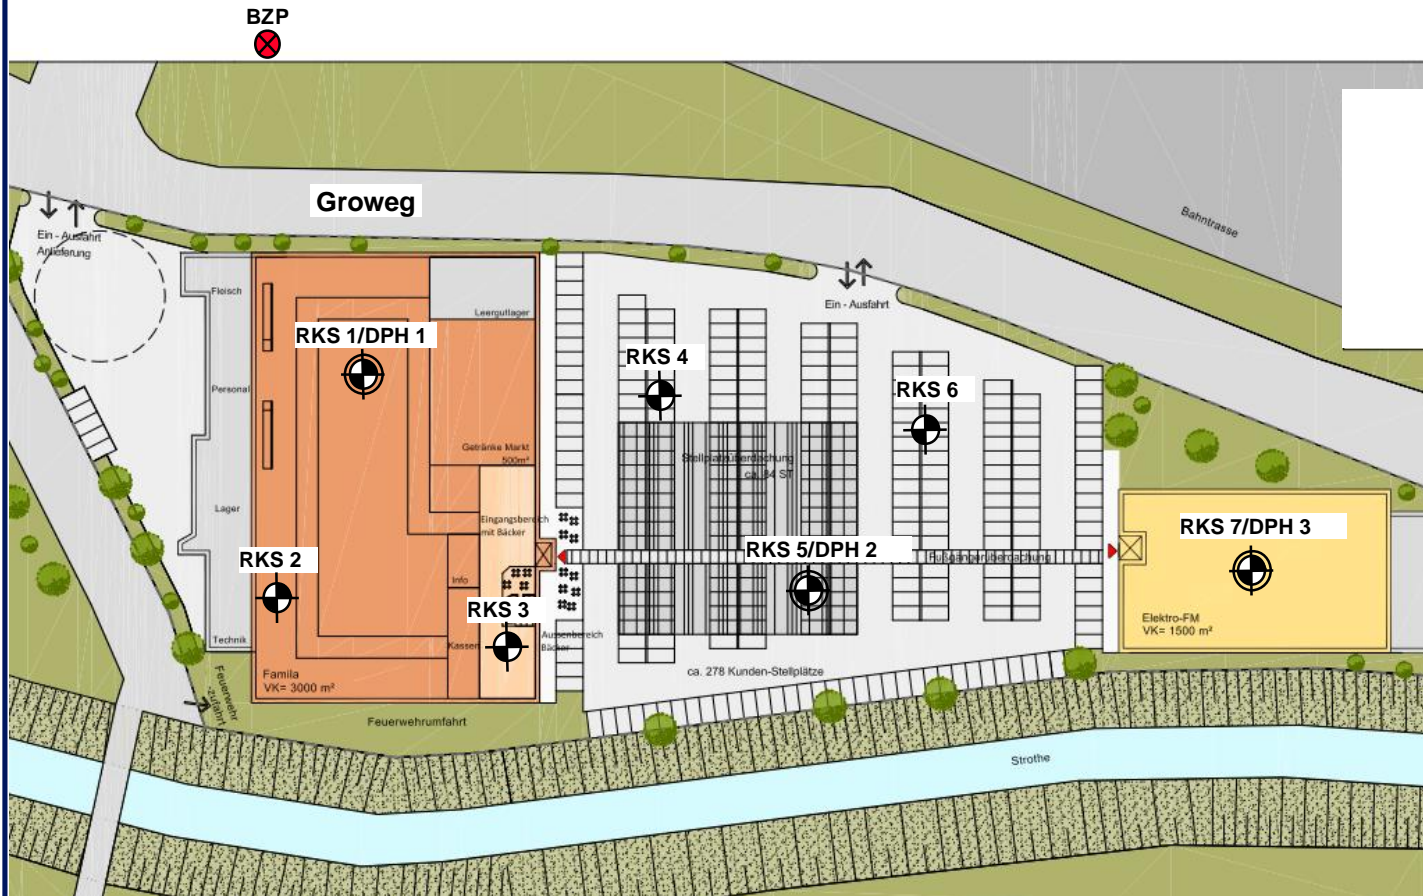 BZP
Groweg
Bahntrasse
Ein - Ausfahrt
Anlieferung
Fleisch
Leergutlager
Ein - Ausfahrt
RKS 1/DPH 1
RKS 4
RKS 6
Personal
Getränke Markt
500m²
Stellplatzüberdachung
ca. 84 ST
Lager
Eingangsbereich
mit Bäcker
RKS 5/DPH 2
Fußgängerüberdachung
RKS 7/DPH 3
RKS 2
Info
RKS 3
Elektro-FM
VK= 1500 m²
Technik
Kassen
Aussenbereich
Bäcker
Famila
VK= 3000 m²
ca. 278 Kunden-Stellplätze
Feuerwehr
-zufahrt
Feuerwehrumfahrt
Strothe